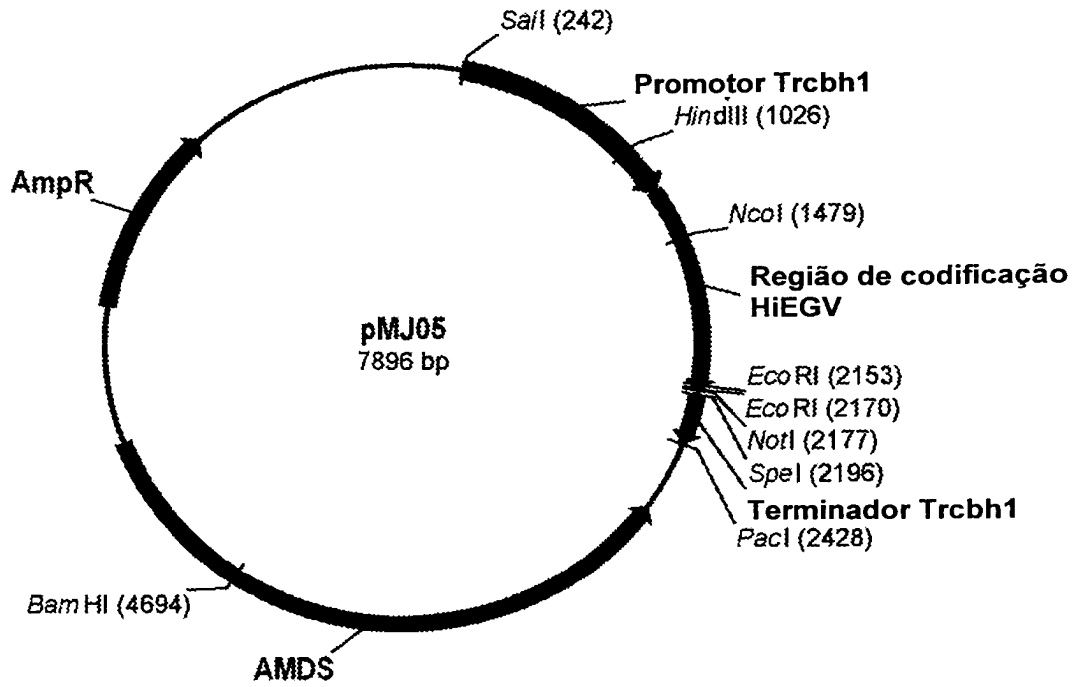 SalI (242)
Promotor Trcbh1
HindIII (1026)
AmpR
NcoI (1479)
Região de codificação
HiEGV
pMJ05
7896 bp
EcoRI (2153)
EcoRI (2170)
NotI (2177)
SpeI (2196)
Terminador Trcbh1
PacI (2428)
BamHI (4694)
AMDS